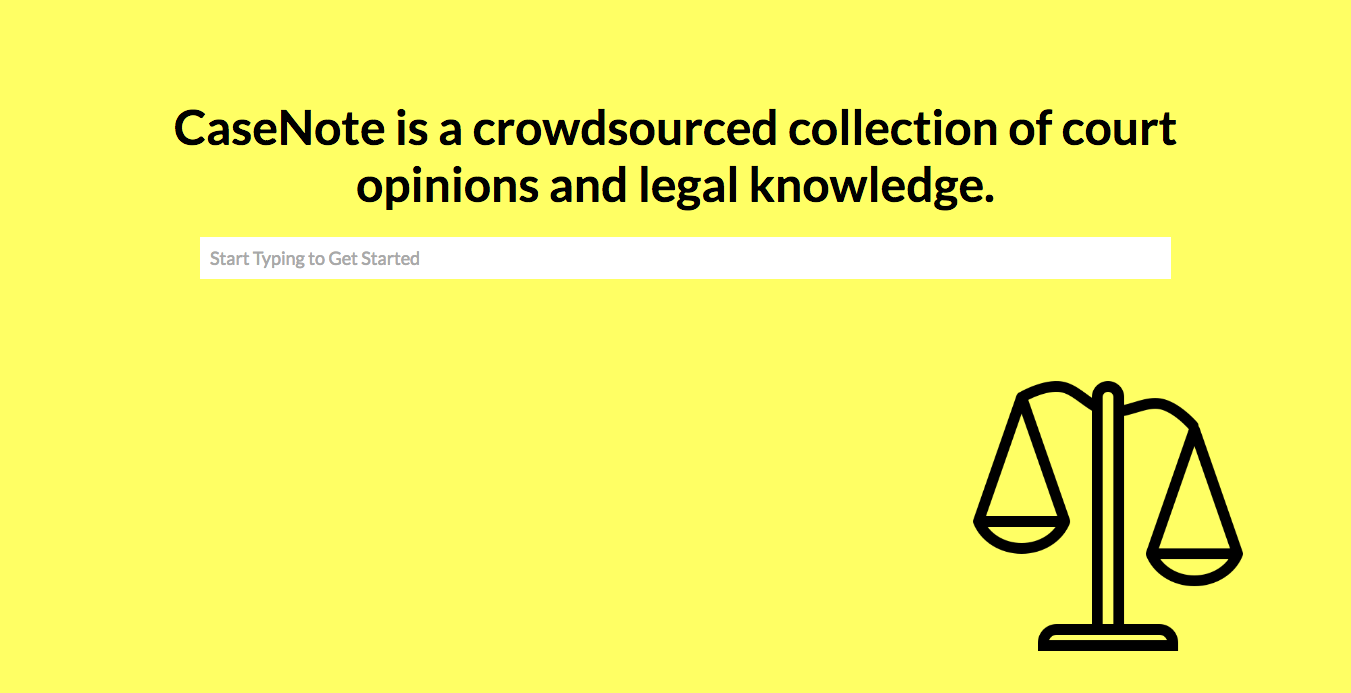 CaseNote is a crowdsourced collection of court
opinions and legal knowledge.
Start Typing to Get Started